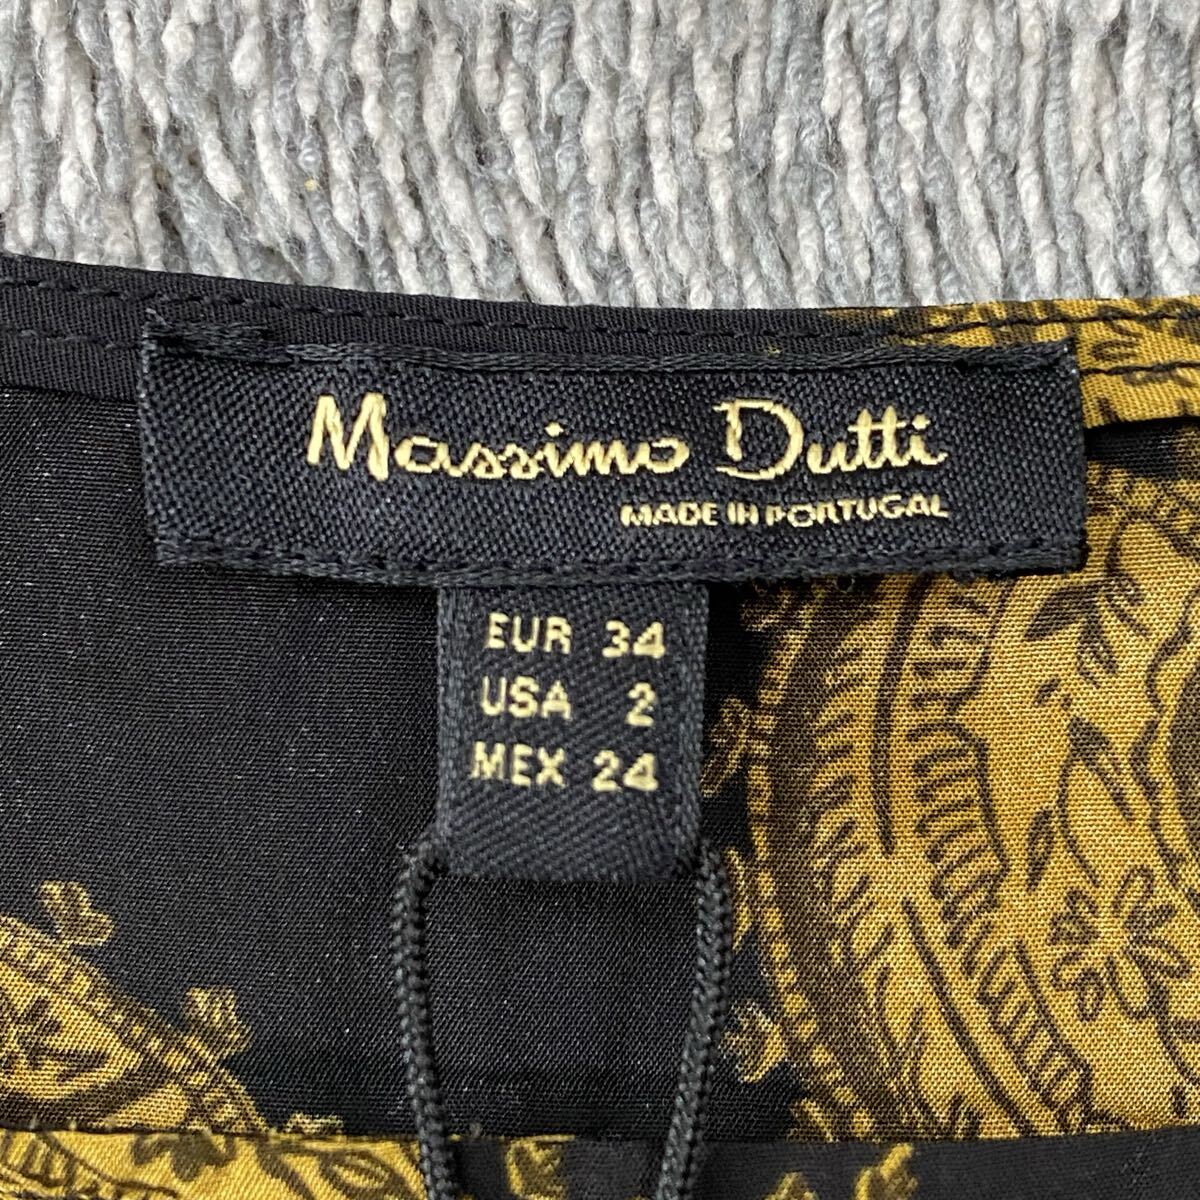 Massimo Dutti
MADE IN PORTUGAL
EUR 34
USA 2
MEX 24